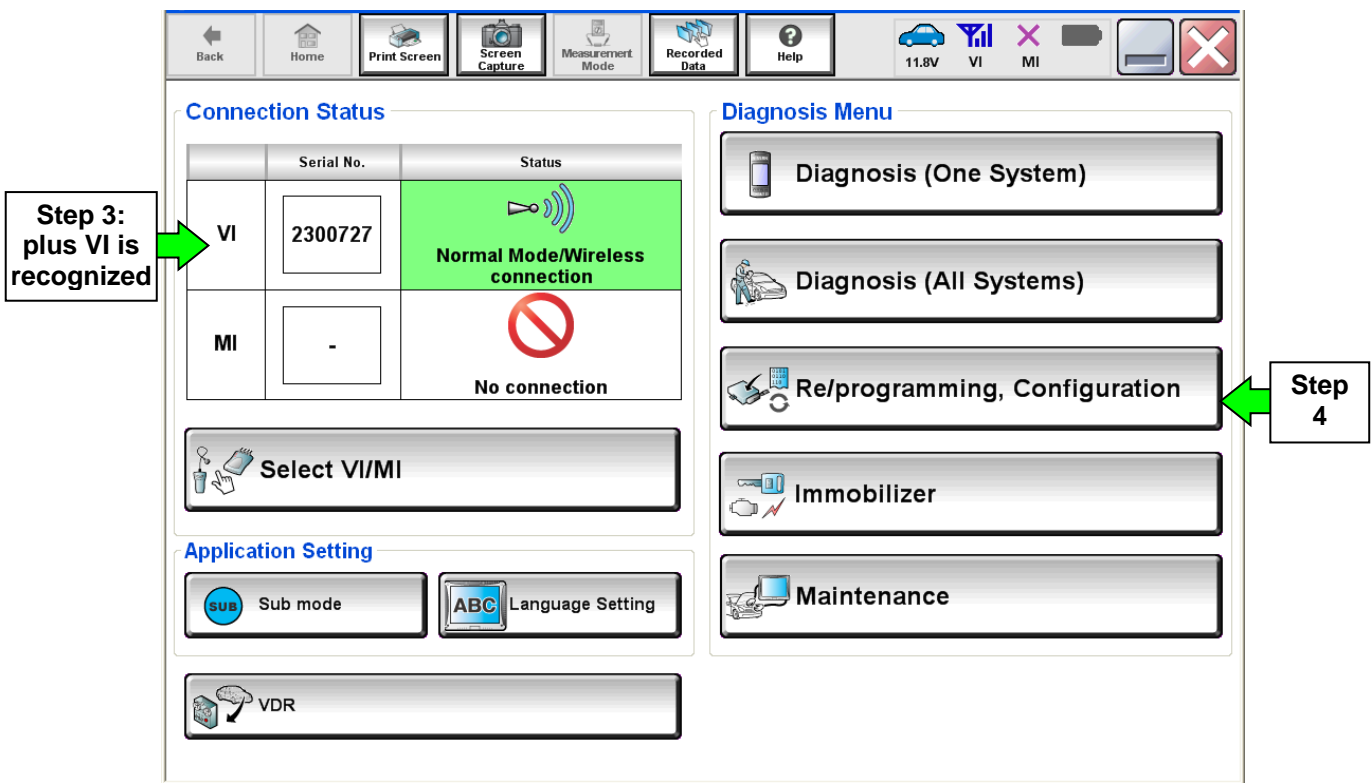 Back
Home
Print Screen
Screen
Capture
Measurement
Mode
Recorded
Data
?
Help
11.8V
VI
MI
Connection Status
Serial No.
Status
VI
2300727
Normal Mode/Wireless
connection
MI
-
No connection
Step 3:
plus VI is
recognized
Select VI/MI
Application Setting
SUB
Sub mode
ABC
Language Setting
VDR
Diagnosis Menu
Diagnosis (One System)
Diagnosis (All Systems)
Re/programming, Configuration
Step
4
Immobilizer
Maintenance